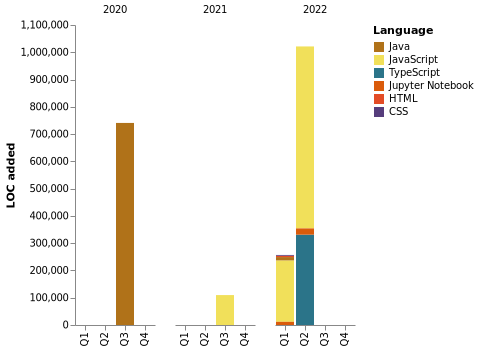 2020 2021 2022
LOC added
1,100,000
1,000,000
900,000
800,000
700,000
600,000
500,000
400,000
300,000
200,000
100,000
0
Q1 Q2 Q3 Q4 Q1 Q2 Q3 Q4 Q1 Q2 Q3 Q4
Language
Java
JavaScript
TypeScript
Jupyter Notebook
HTML
CSS